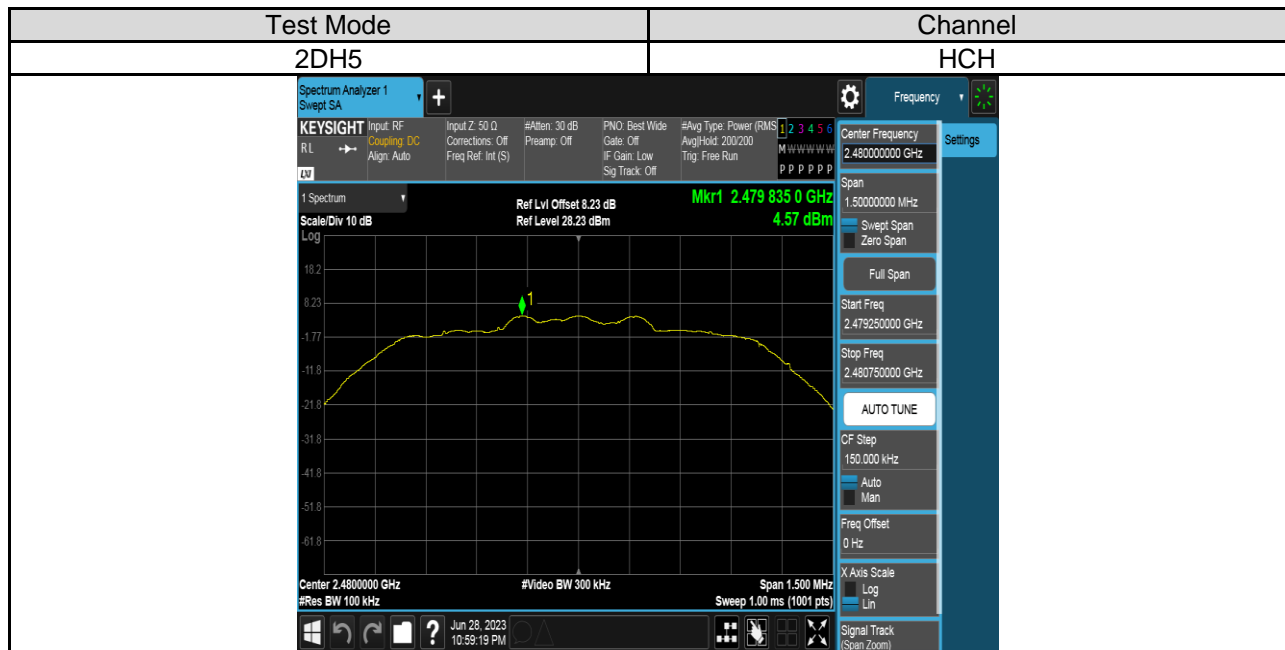 Test Mode Channel
2DH5 HCH
Spectrum Analyzer 1
Swept SA
Frequency
KEYSIGHT
RL
LXI
Input: RF
Coupling: DC
Align: Auto
Input Z: 50 Ω
Corrections: Off
Freq Ref: Int (S)
#Atten: 30 dB
Preamp: Off
PNO: Best Wide
Gate: Off
IF Gain: Low
Sig Track: Off
#Avg Type: Power (RMS
Avg|Hold: 200/200
Trig: Free Run
1 2 3 4 5 6
M W W W W W
P P P P P P
1 Spectrum
Scale/Div 10 dB
Log
Ref Lvl Offset 8.23 dB
Ref Level 28.23 dBm
Mkr1 2.479 835 0 GHz
4.57 dBm
18.2
8.23
-1.77
-11.8
-21.8
-31.8
-41.8
-51.8
-61.8
1
Center 2.4800000 GHz
#Res BW 100 kHz
#Video BW 300 kHz
Span 1.500 MHz
Sweep 1.00 ms (1001 pts)
Jun 28, 2023
10:59:19 PM
?
Center Frequency
2.480000000 GHz
Settings
Span
1.50000000 MHz
Swept Span
Zero Span
Full Span
Start Freq
2.479250000 GHz
Stop Freq
2.480750000 GHz
AUTO TUNE
CF Step
150.000 kHz
Auto
Man
Freq Offset
0 Hz
X Axis Scale
Log
Lin
Signal Track
(Span Zoom)